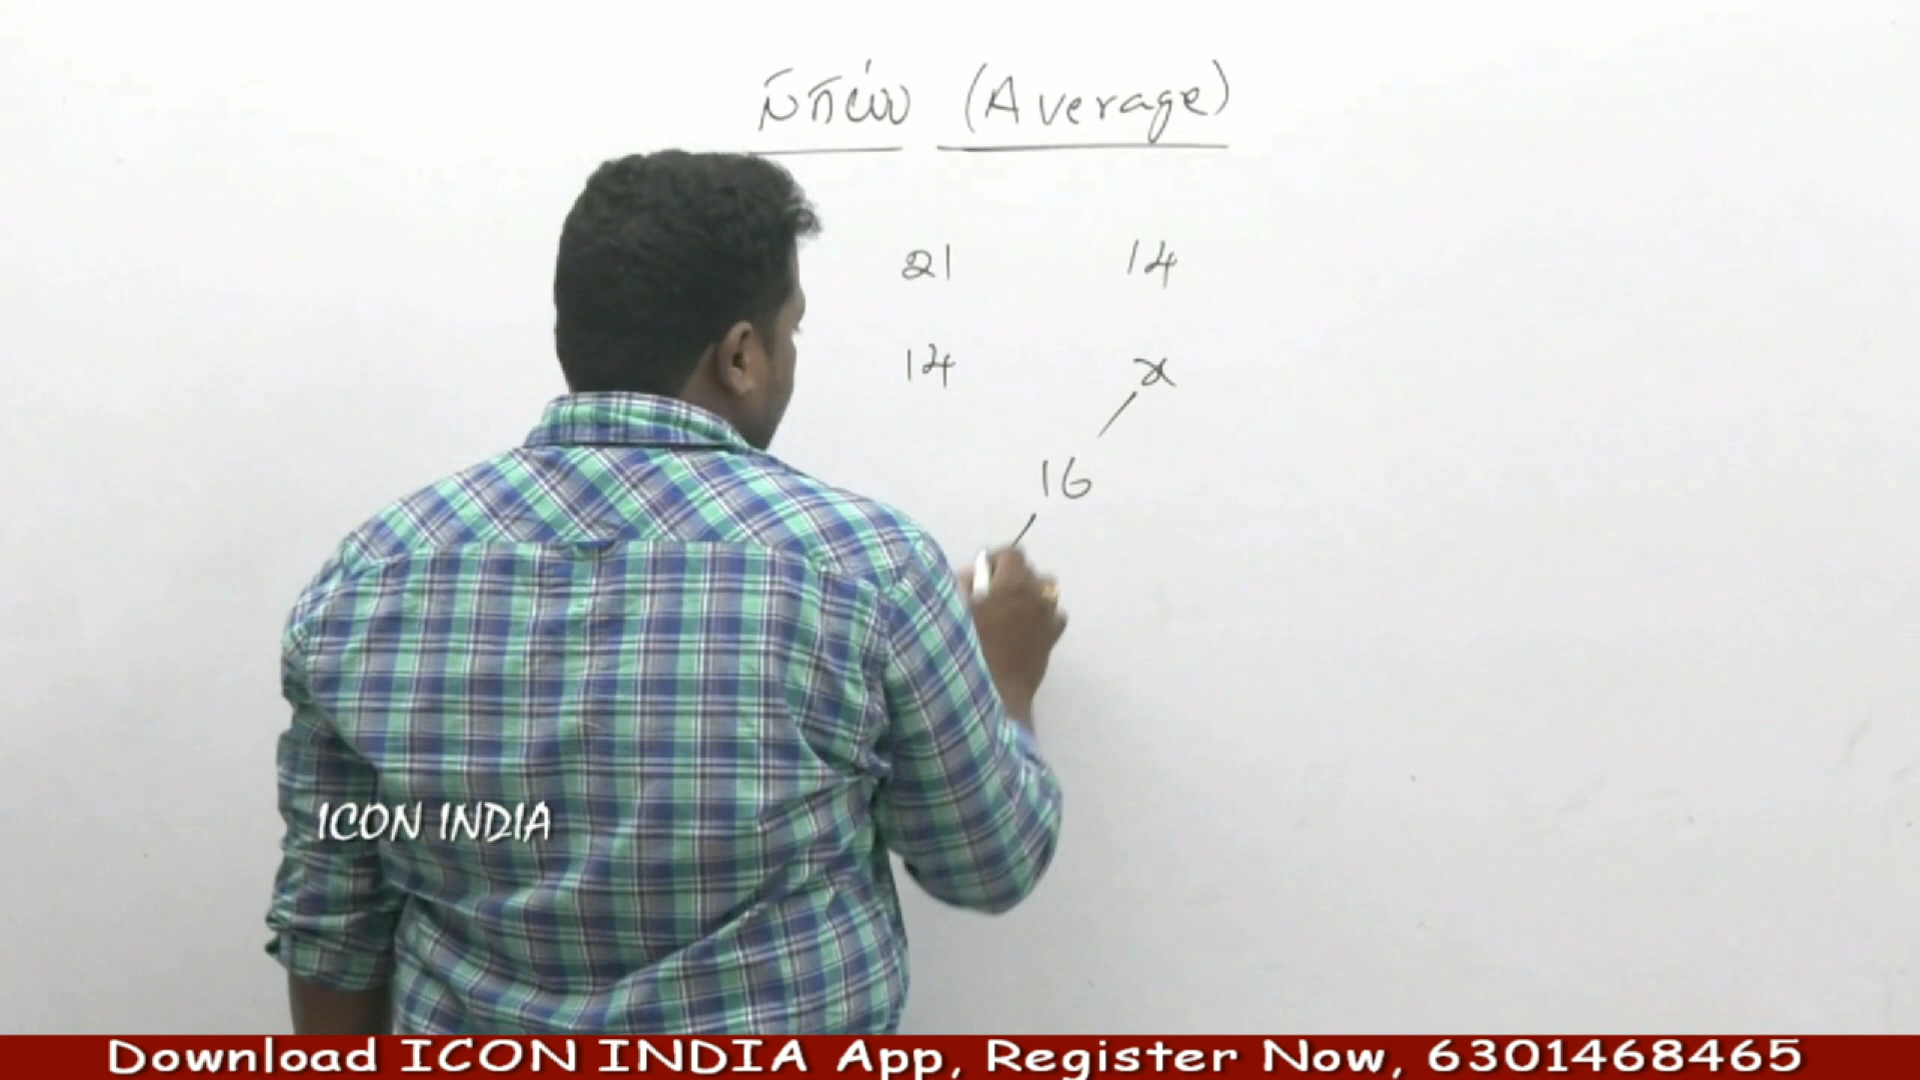 సగటు (Average)
21 14
14 x
16
ICON INDIA
Download ICON INDIA App, Register Now, 6301468465